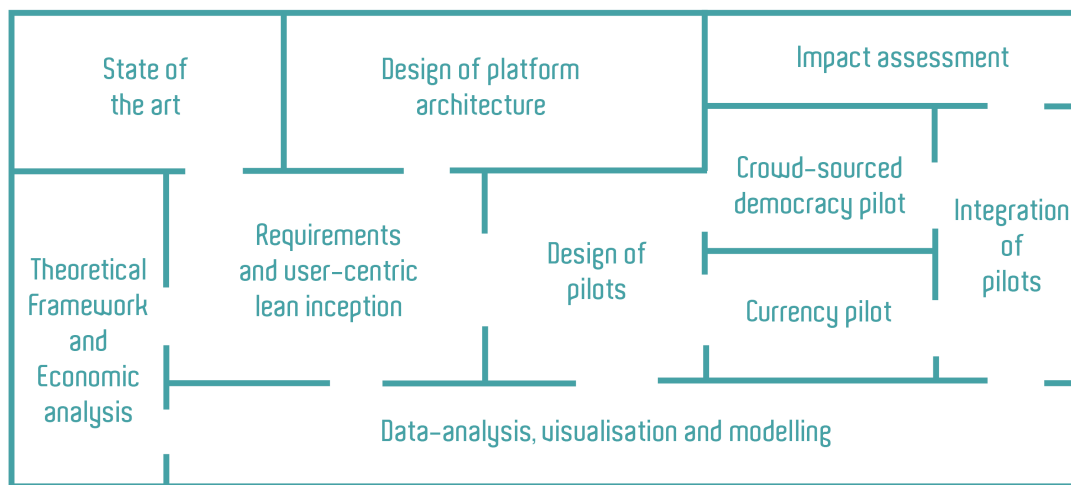 State of
the art
Design of platform
architecture
Impact assessment
Crowd-sourced
democracy pilot
Integration
of
pilots
Requirements
and user-centric
lean inception
Design of
pilots
Theoretical
Framework
and
Economic
analysis
Currency pilot
Data-analysis, visualisation and modelling